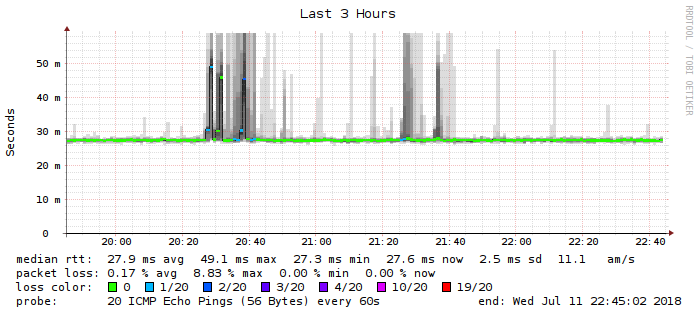 Last 3 Hours
RRDTOOL / TOBI OETIKER
Seconds
50 m
40 m
30 m
20 m
10 m
0
20:00 20:20 20:40 21:00 21:20 21:40 22:00 22:20 22:40
median rtt: 27.9 ms avg 49.1 ms max 27.3 ms min 27.6 ms now 2.5 ms sd 11.1 am/s
packet loss: 0.17 % avg 8.83 % max 0.00 % min 0.00 % now
loss color: 0 1/20 2/20 3/20 4/20 10/20 19/20
probe: 20 ICMP Echo Pings (56 Bytes) every 60s end: Wed Jul 11 22:45:02 2018